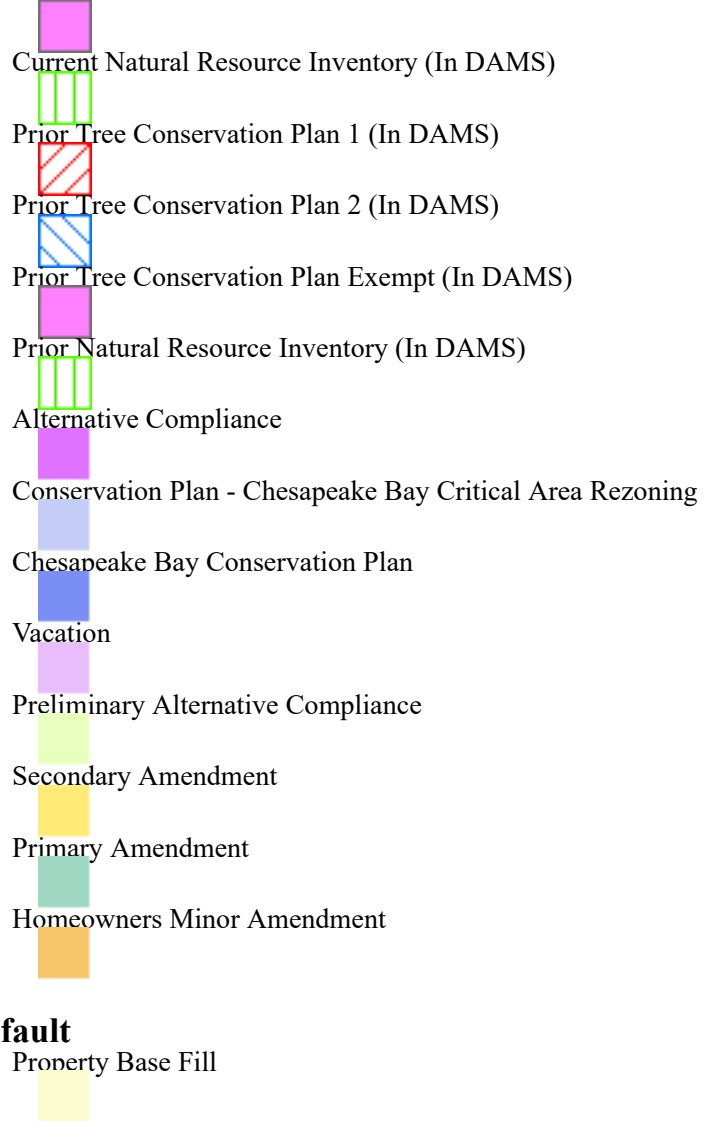 Current Natural Resource Inventory (In DAMS)
Prior Tree Conservation Plan 1 (In DAMS)
Prior Tree Conservation Plan 2 (In DAMS)
Prior Tree Conservation Plan Exempt (In DAMS)
Prior Natural Resource Inventory (In DAMS)
Alternative Compliance
Conservation Plan - Chesapeake Bay Critical Area Rezoning
Chesapeake Bay Conservation Plan
Vacation
Preliminary Alternative Compliance
Secondary Amendment
Primary Amendment
Homeowners Minor Amendment
fault
Property Base Fill